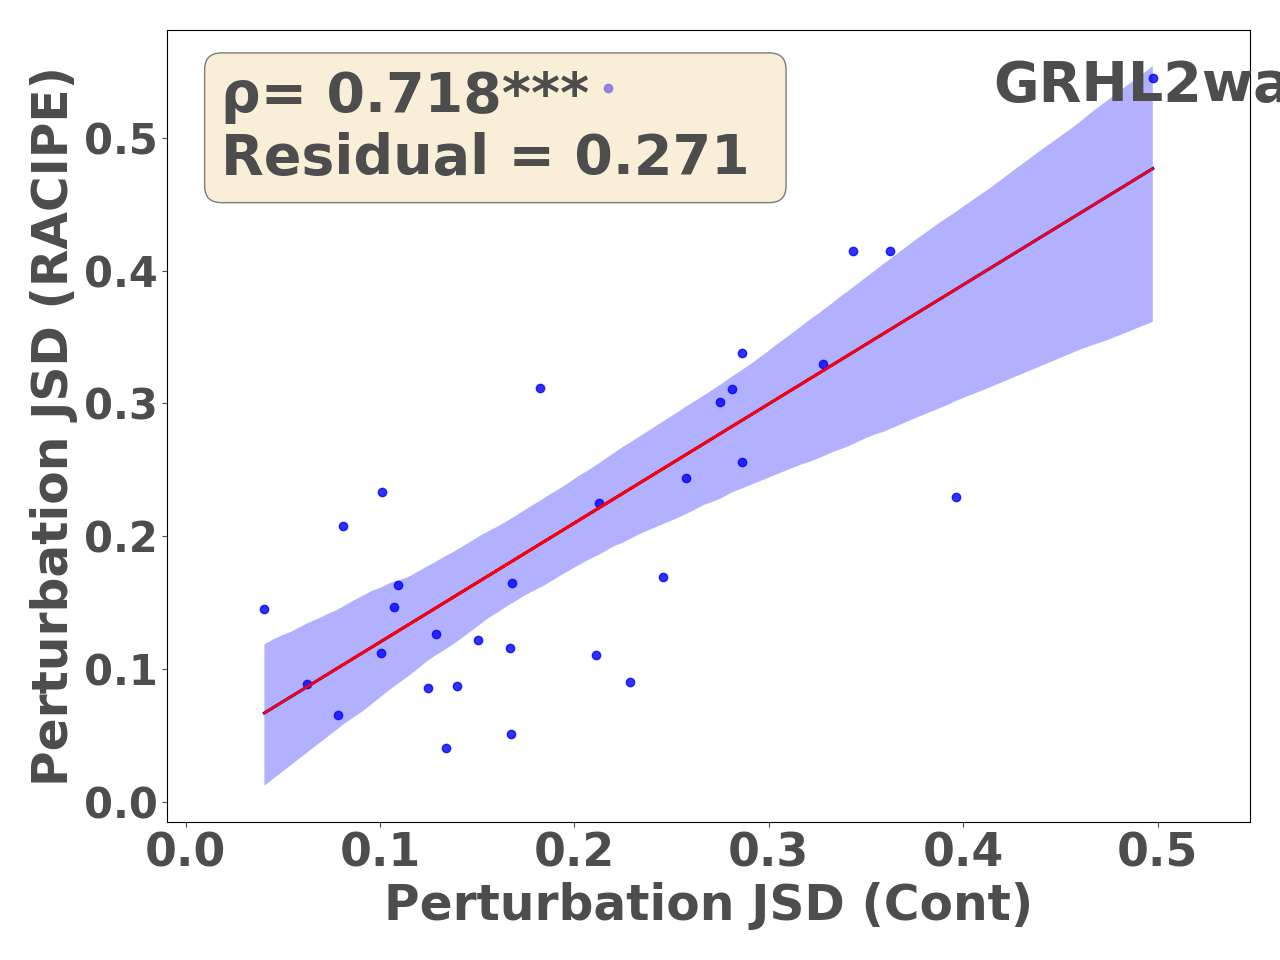 ρ= 0.718***
Residual = 0.271
GRHL2wa
Perturbation JSD (RACIPE)
0.5
0.4
0.3
0.2
0.1
0.0
0.0 0.1 0.2 0.3 0.4 0.5
Perturbation JSD (Cont)